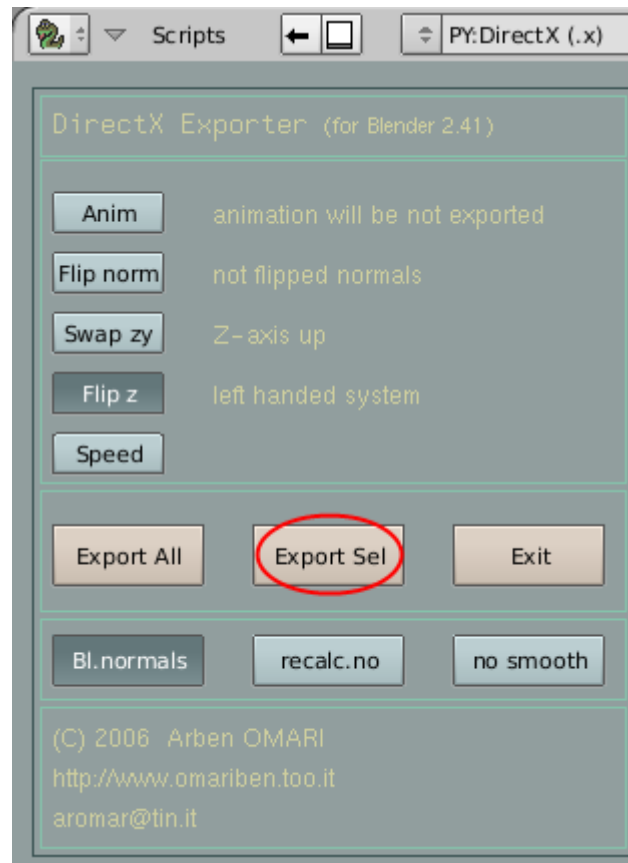 Scripts PY:DirectX (.x)
DirectX Exporter (for Blender 2.41)
Anim animation will be not exported
Flip norm not flipped normals
Swap zy Z-axis up
Flip z left handed system
Speed
Export All Export Sel Exit
Bl.normals recalc.no no smooth
(C) 2006 Arben OMARI
http://www.omariben.too.it
aromar@tin.it